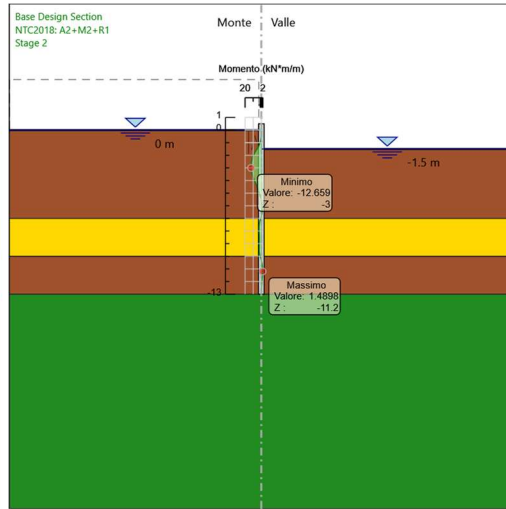 Base Design Section
NTC2018: A2+M2+R1
Stage 2
Monte Valle
Momento (kN*m/m)
20 2
1
0
0 m
-1.5 m
Minimo
Valore: -12.659
Z : -3
Massimo
Valore: 1.4898
Z : -11.2
-13